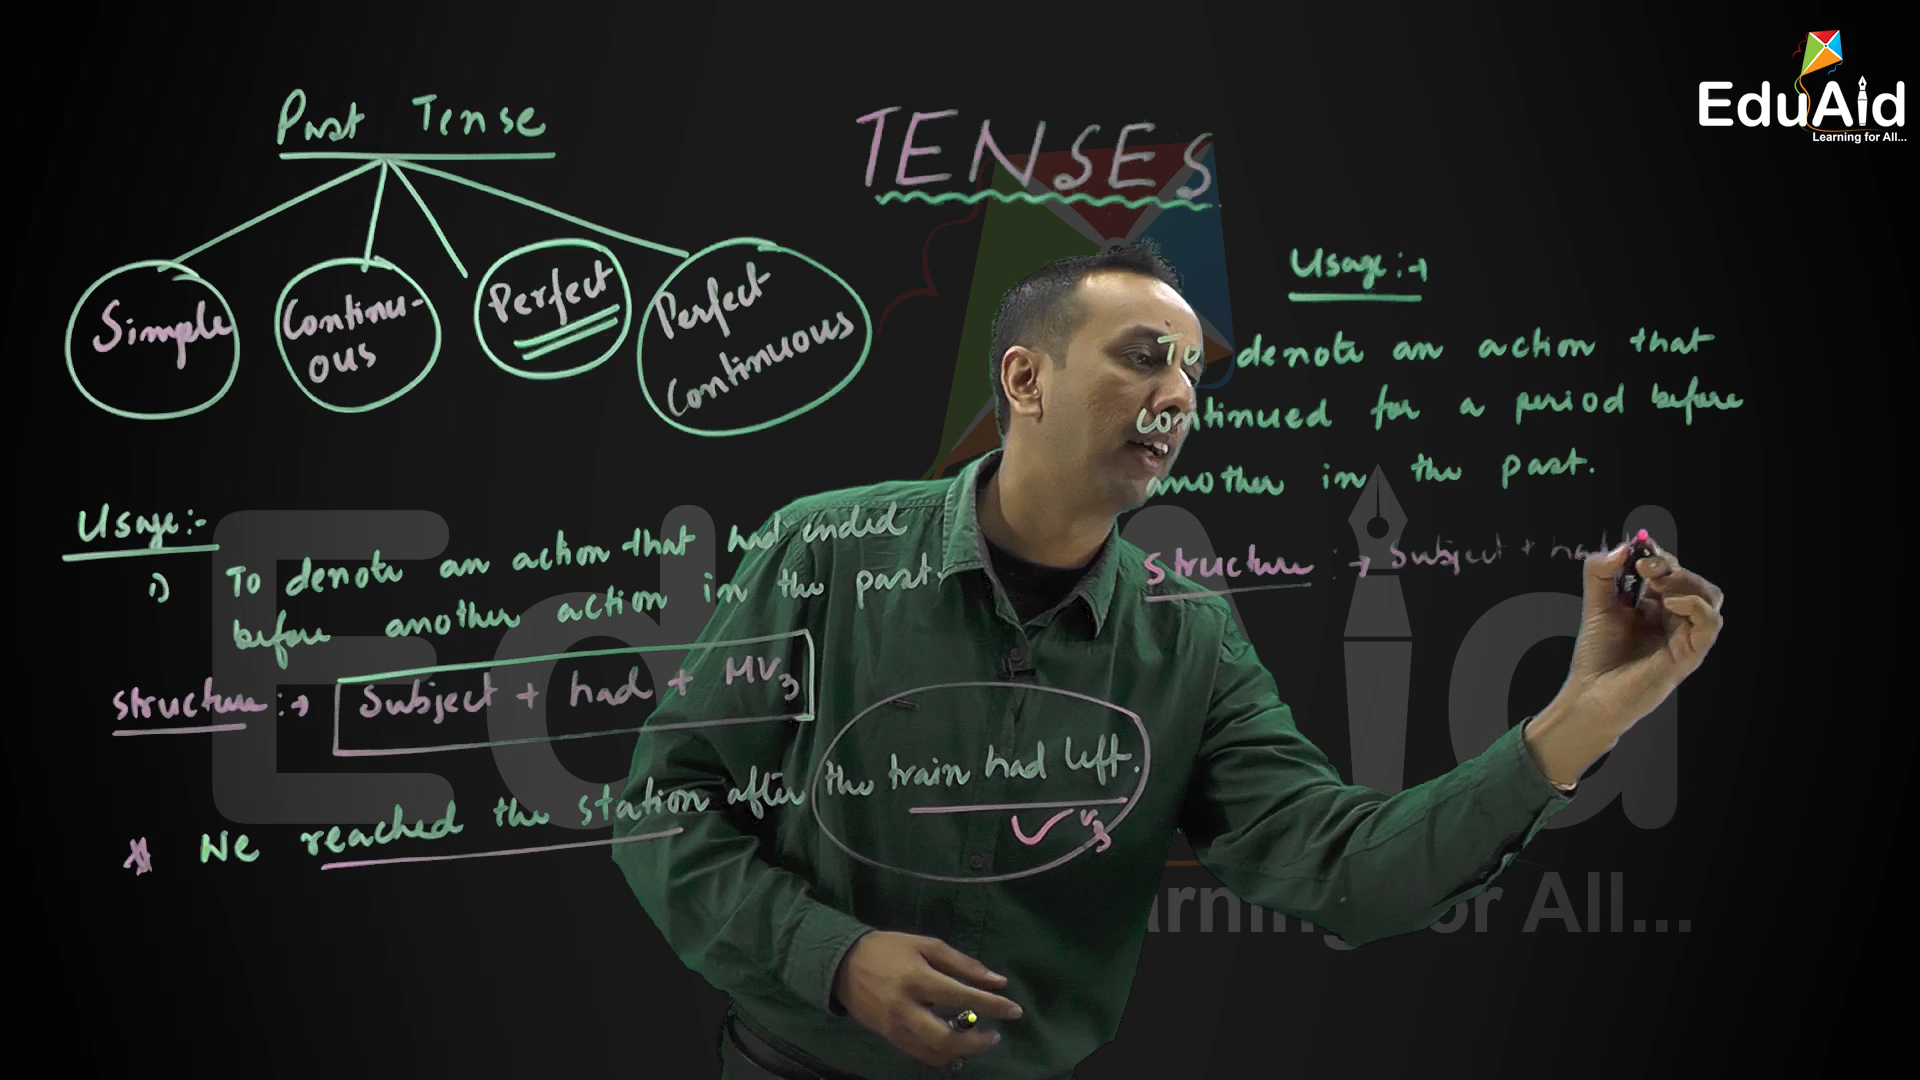 EduAid
Learning for All...
TENSES
Past Tense
Simple
Continu-
ous
Perfect
Perfect
Continuous
Usage:-
1) To denote an action that had ended
before another action in the past.
Structure :→ Subject + had + MV3
* We reached the station after the train had left.
V3
Usage :→
To denote an action that
continued for a period before
another in the past.
Structure :→ Subject + had